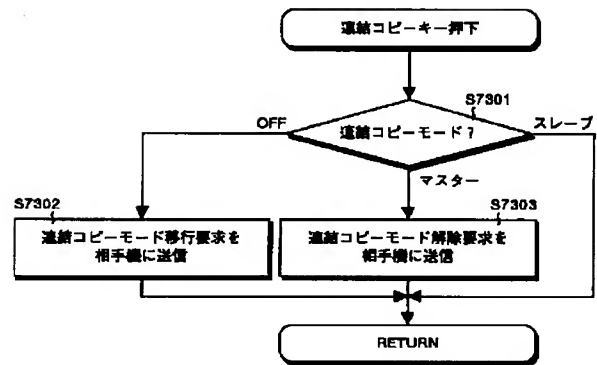 連結コピーキー押下
S7301
OFF
連結コピーモード?
スレーブ
マスター
S7302
連結コピーモード移行要求を
相手機に送信
S7303
連結コピーモード解除要求を
相手機に送信
RETURN